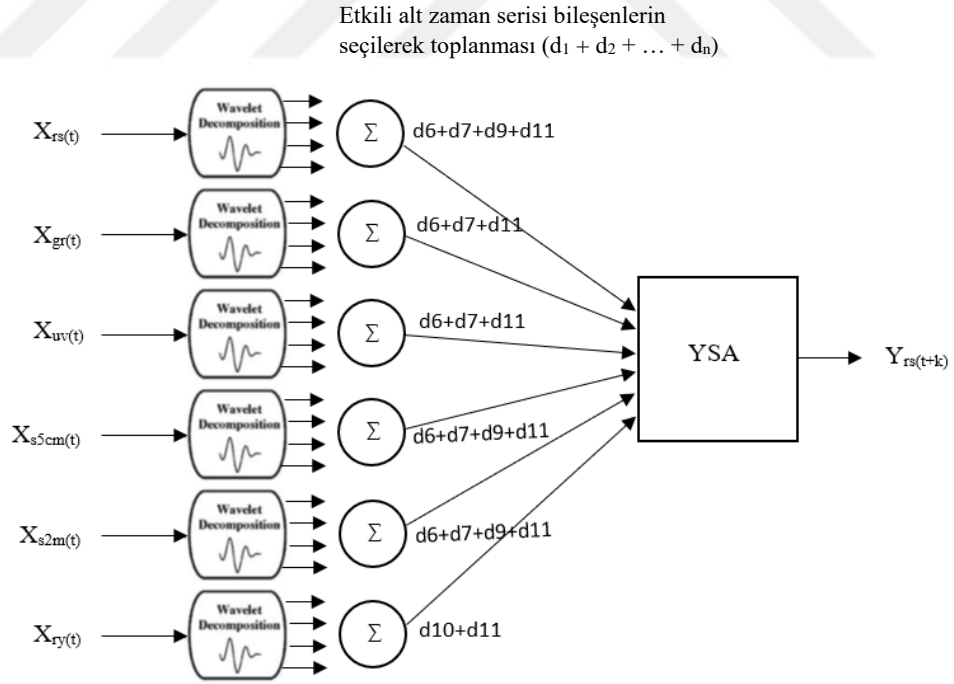 Etkili alt zaman serisi bileşenlerin
seçilerek toplanması (d₁ + d₂ + … + dₙ)
Xrs(t)
Wavelet
Decomposition
Σ
d6+d7+d9+d11
Xgr(t)
Wavelet
Decomposition
Σ
d6+d7+d11
Xuv(t)
Wavelet
Decomposition
Σ
d6+d7+d11
YSA
Yrs(t+k)
Xs5cm(t)
Wavelet
Decomposition
Σ
d6+d7+d9+d11
Xs2m(t)
Wavelet
Decomposition
Σ
d6+d7+d9+d11
Xry(t)
Wavelet
Decomposition
Σ
d10+d11